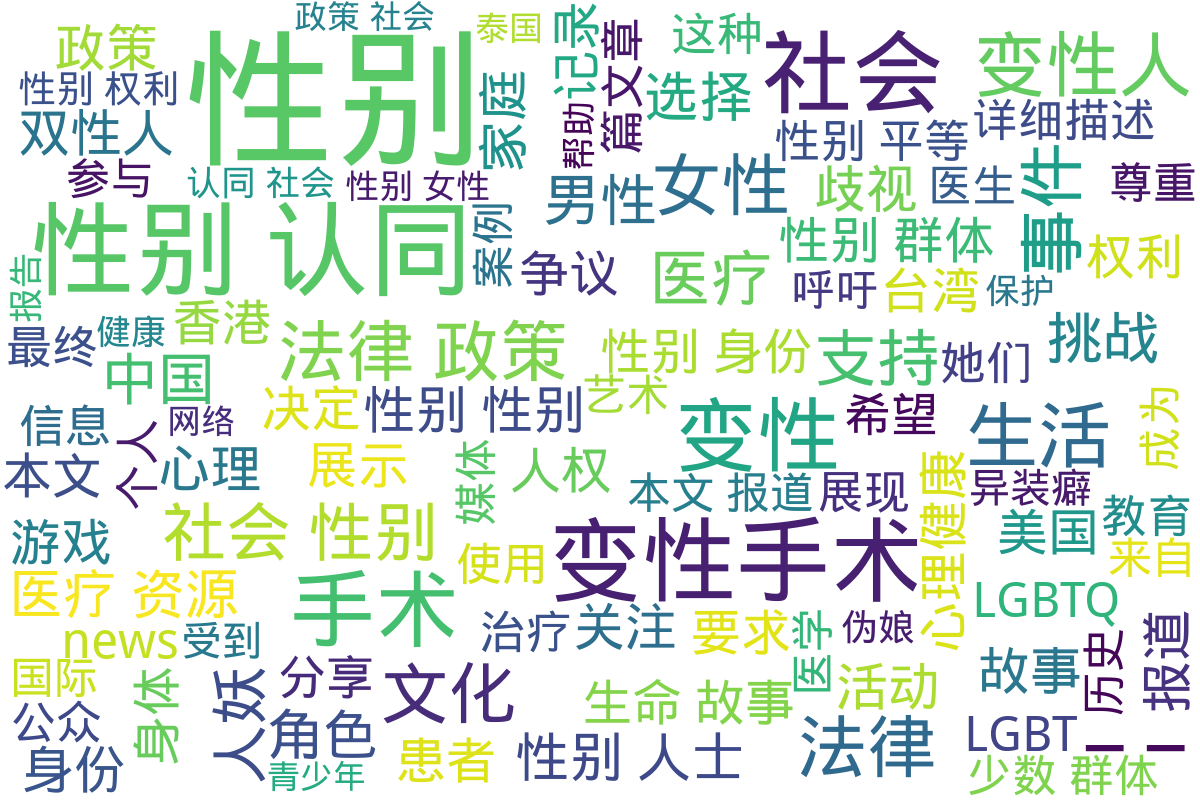 政策 社会
泰国
政策
性别
记录
篇文章
这种
社会
变性人
性别 权利
家庭
选择
双性人
帮助
性别 平等
详细描述
参与
认同 社会
性别 女性
男性
女性
歧视
医生
事件
尊重
性别 认同
案例
争议
性别 群体
权利
报告
医疗
呼吁
台湾
保护
最终
健康
香港
法律 政策
性别 身份
支持
她们
挑战
中国
决定
性别 性别
艺术
变性
希望
生活
成为
信息
网络
个人
本文
心理
展示
媒体
人权
本文 报道
展现
心理健康
异装癖
教育
游戏
社会 性别
使用
变性手术
美国
来自
医疗 资源
手术
LGBTQ
news
受到
治疗
关注
要求
医学
伪娘
历史
报道
国际
身体
人妖
分享
文化
生命 故事
活动
故事
公众
角色
患者
性别 人士
法律
LGBT
一一
身份
青少年
少数 群体